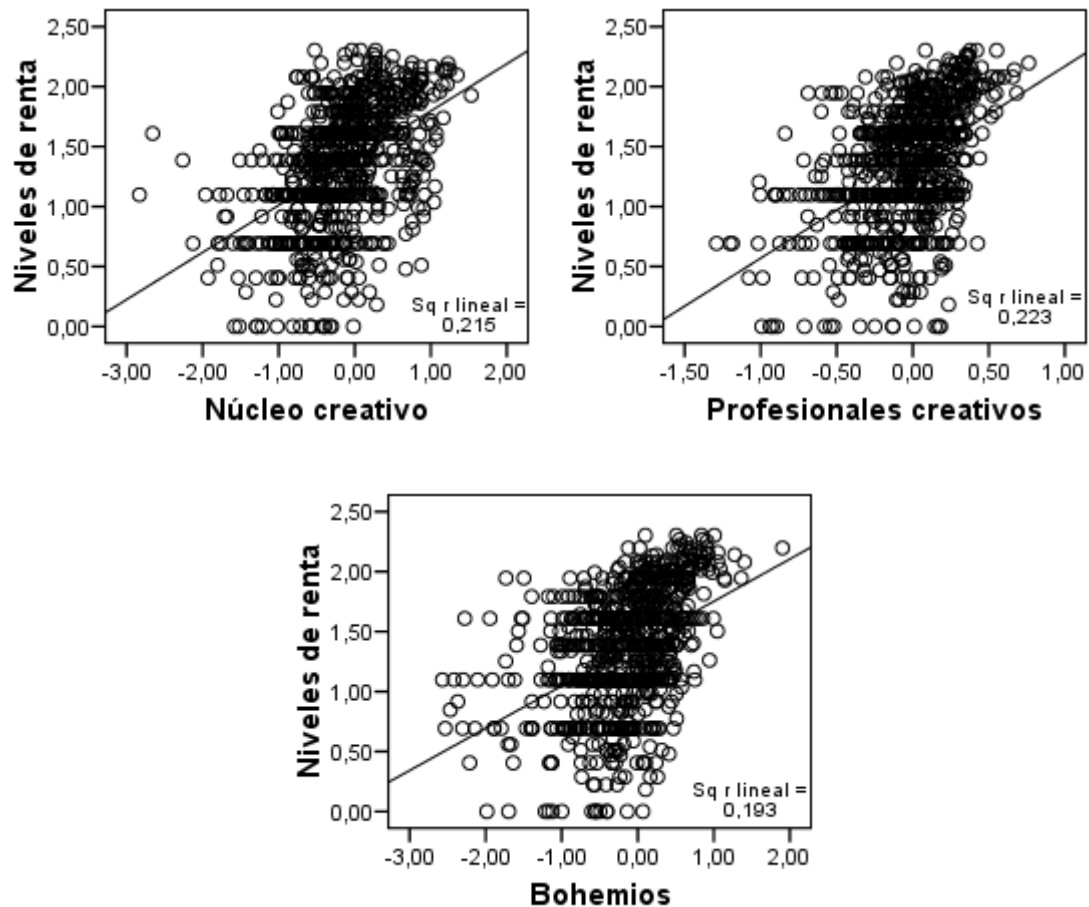 2,50
2,00
1,50
1,00
0,50
0,00
Niveles de renta
Sq r lineal =
0,215
-3,00 -2,00 -1,00 0,00 1,00 2,00
Núcleo creativo
2,50
2,00
1,50
1,00
0,50
0,00
Niveles de renta
Sq r lineal =
0,223
-1,50 -1,00 -0,50 0,00 0,50 1,00
Profesionales creativos
2,50
2,00
1,50
1,00
0,50
0,00
Niveles de renta
Sq r lineal =
0,193
-3,00 -2,00 -1,00 0,00 1,00 2,00
Bohemios